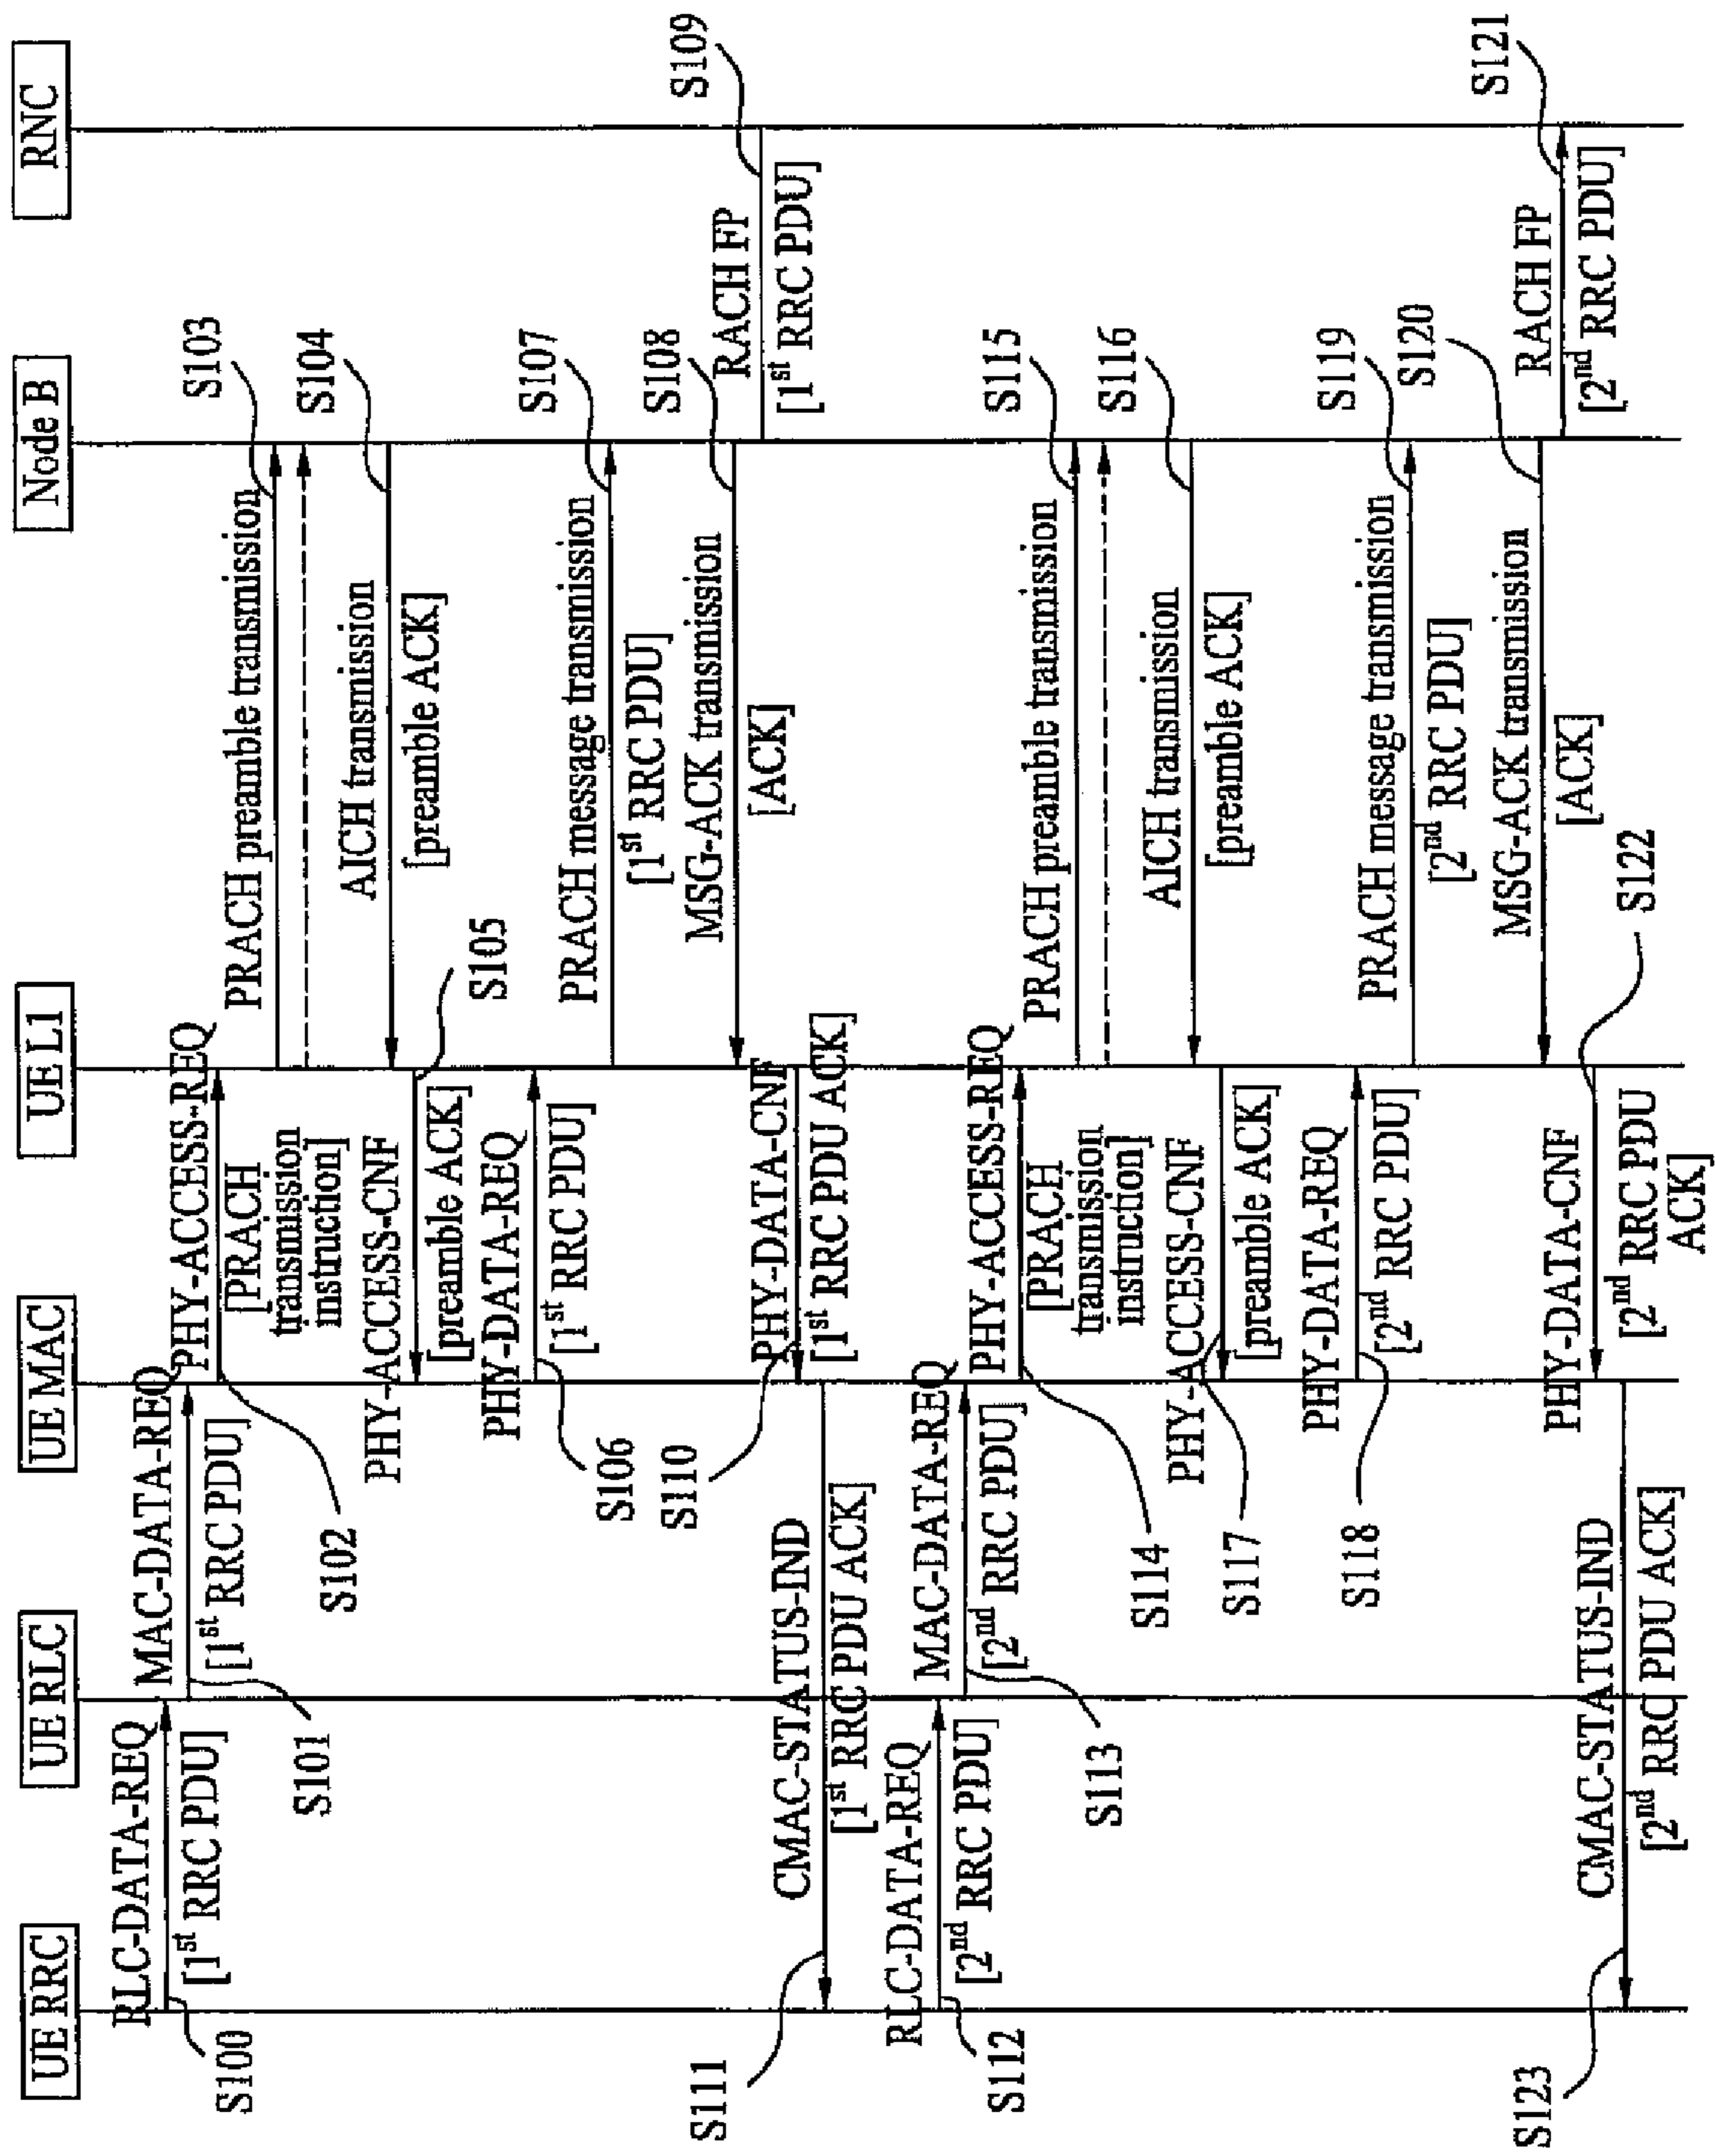 UE RRC
UE RLC
UE MAC
UE L1
Node B
RNC
RLC-DATA-REQ
[1st RRC PDU]
S100
MAC-DATA-REQ
[1st RRC PDU]
S101
PHY-ACCESS-REQ
[PRACH
transmission
instruction]
S102
PRACH preamble transmission
S103
AICH transmission
[preamble ACK]
S104
PHY-ACCESS-CNF
[preamble ACK]
S105
PHY-DATA-REQ
[1st RRC PDU]
S106
PRACH message transmission
[1st RRC PDU]
S107
MSG-ACK transmission
[ACK]
S108
RACH FP
[1st RRC PDU]
S109
PHY-DATA-CNF
[1st RRC PDU ACK]
S110
CMAC-STATUS-IND
[1st RRC PDU ACK]
S111
RLC-DATA-REQ
[2nd RRC PDU]
S112
MAC-DATA-REQ
[2nd RRC PDU]
S113
PHY-ACCESS-REQ
[PRACH
transmission
instruction]
S114
PRACH preamble transmission
S115
AICH transmission
[preamble ACK]
S116
PHY-ACCESS-CNF
[preamble ACK]
S117
PHY-DATA-REQ
[2nd RRC PDU]
S118
PRACH message transmission
[2nd RRC PDU]
S119
MSG-ACK transmission
[ACK]
S120
RACH FP
[2nd RRC PDU]
S121
PHY-DATA-CNF
[2nd RRC PDU
ACK]
S122
CMAC-STATUS-IND
[2nd RRC PDU ACK]
S123